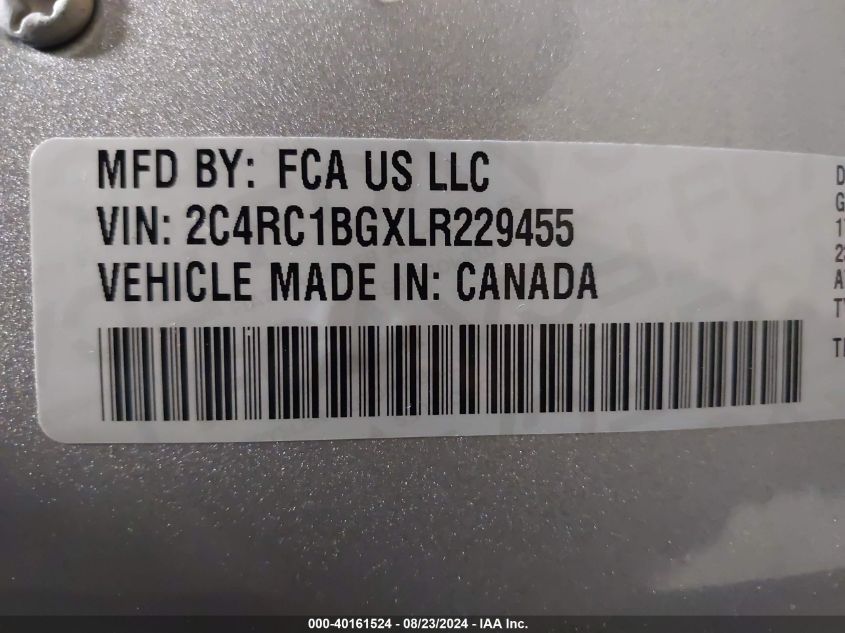 MFD BY: FCA US LLC
VIN: 2C4RC1BGXLR229455
VEHICLE MADE IN: CANADA
000-40161524 - 08/23/2024 - IAA Inc.